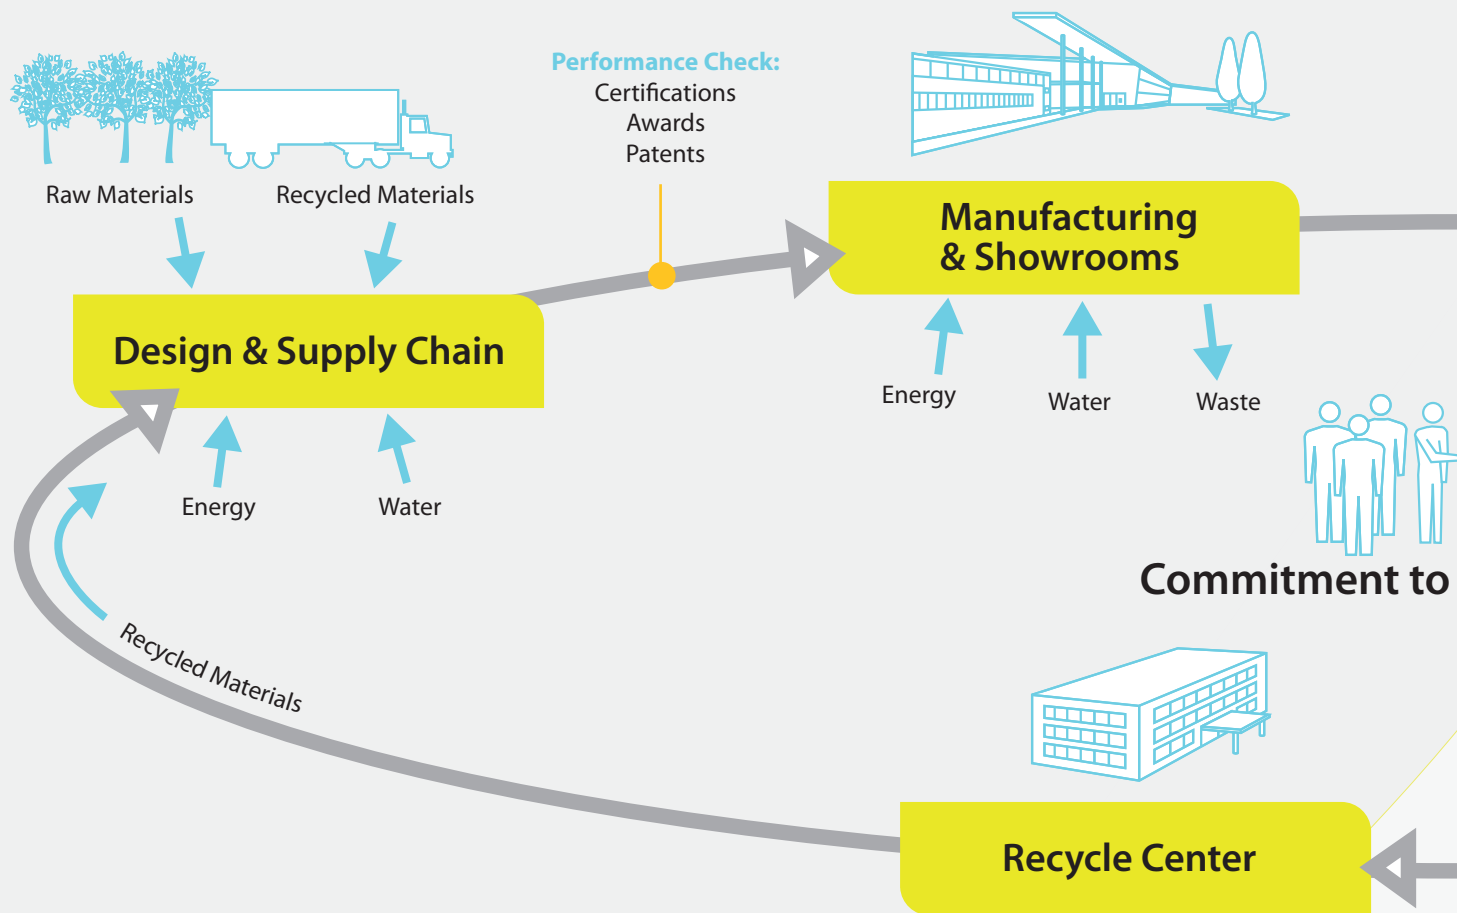 Performance Check:
Certifications
Awards
Patents
Raw Materials
Recycled Materials
Manufacturing
& Showrooms
Design & Supply Chain
Energy
Water
Waste
Energy
Water
Commitment to
Recycled Materials
Recycle Center